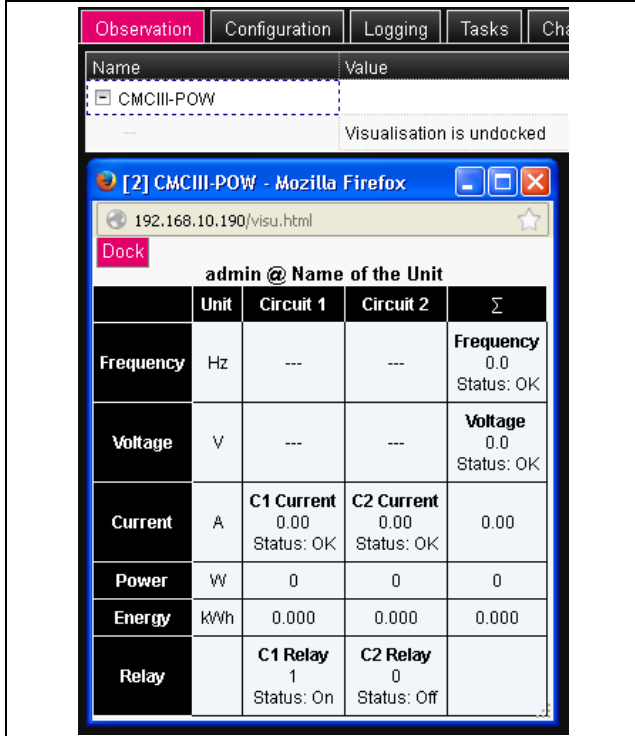 Observation Configuration Logging Tasks
Name Value
CMCIII-POW
Visualisation is undocked
[2] CMCIII-POW - Mozilla Firefox
192.168.10.190/visu.html
Dock
admin @ Name of the Unit
Unit Circuit 1 Circuit 2 Σ
Frequency Hz --- --- Frequency
0.0
Status: OK
Voltage V --- --- Voltage
0.0
Status: OK
Current A C1 Current C2 Current 0.00
0.00 0.00
Status: OK Status: OK
Power W 0 0 0
Energy kWh 0.000 0.000 0.000
Relay C1 Relay C2 Relay
1 0
Status: On Status: Off